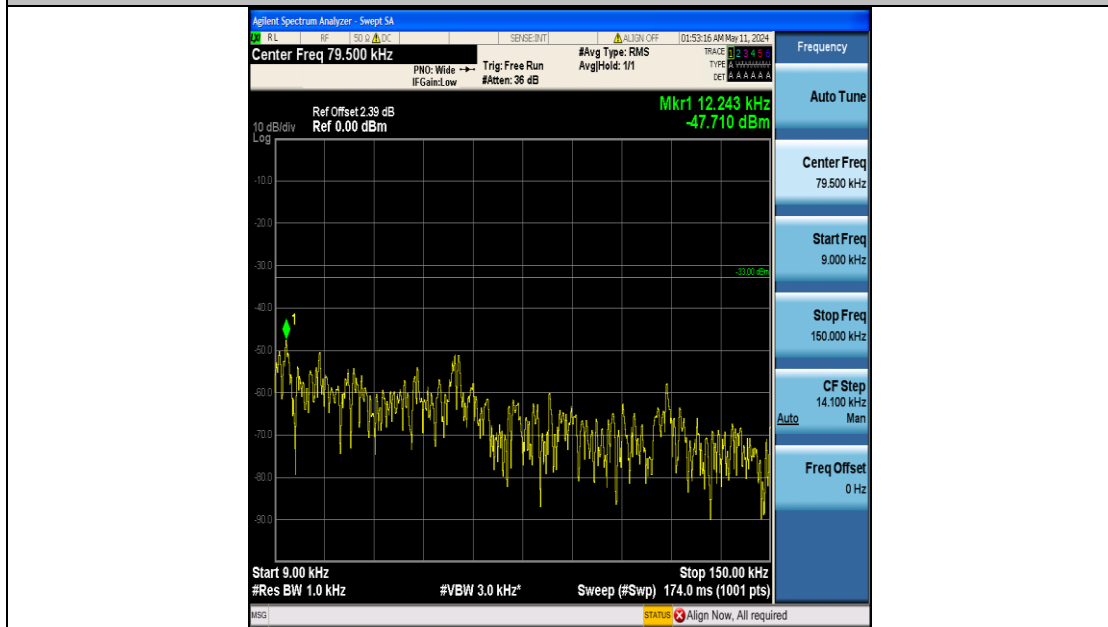 Agilent Spectrum Analyzer - Swept SA
RL RF 50 Ω DC SENSE:INT ALIGN OFF 01:53:16 AM May 11, 2024
Center Freq 79.500 kHz
PNO: Wide
IFGain:Low
Trig: Free Run
#Atten: 36 dB
#Avg Type: RMS
Avg|Hold: 1/1
TRACE 1 2 3 4 5 6
TYPE A
DET A A A A A A
Mkr1 12.243 kHz
-47.710 dBm
Ref Offset 2.39 dB
10 dB/div Ref 0.00 dBm
Log
-10.0
-20.0
-30.0
-33.00 dBm
-40.0
1
-50.0
-60.0
-70.0
-80.0
-90.0
Start 9.00 kHz Stop 150.00 kHz
#Res BW 1.0 kHz #VBW 3.0 kHz* Sweep (#Swp) 174.0 ms (1001 pts)
MSG STATUS Align Now, All required
Frequency
Auto Tune
Center Freq
79.500 kHz
Start Freq
9.000 kHz
Stop Freq
150.000 kHz
CF Step
14.100 kHz
Auto Man
Freq Offset
0 Hz